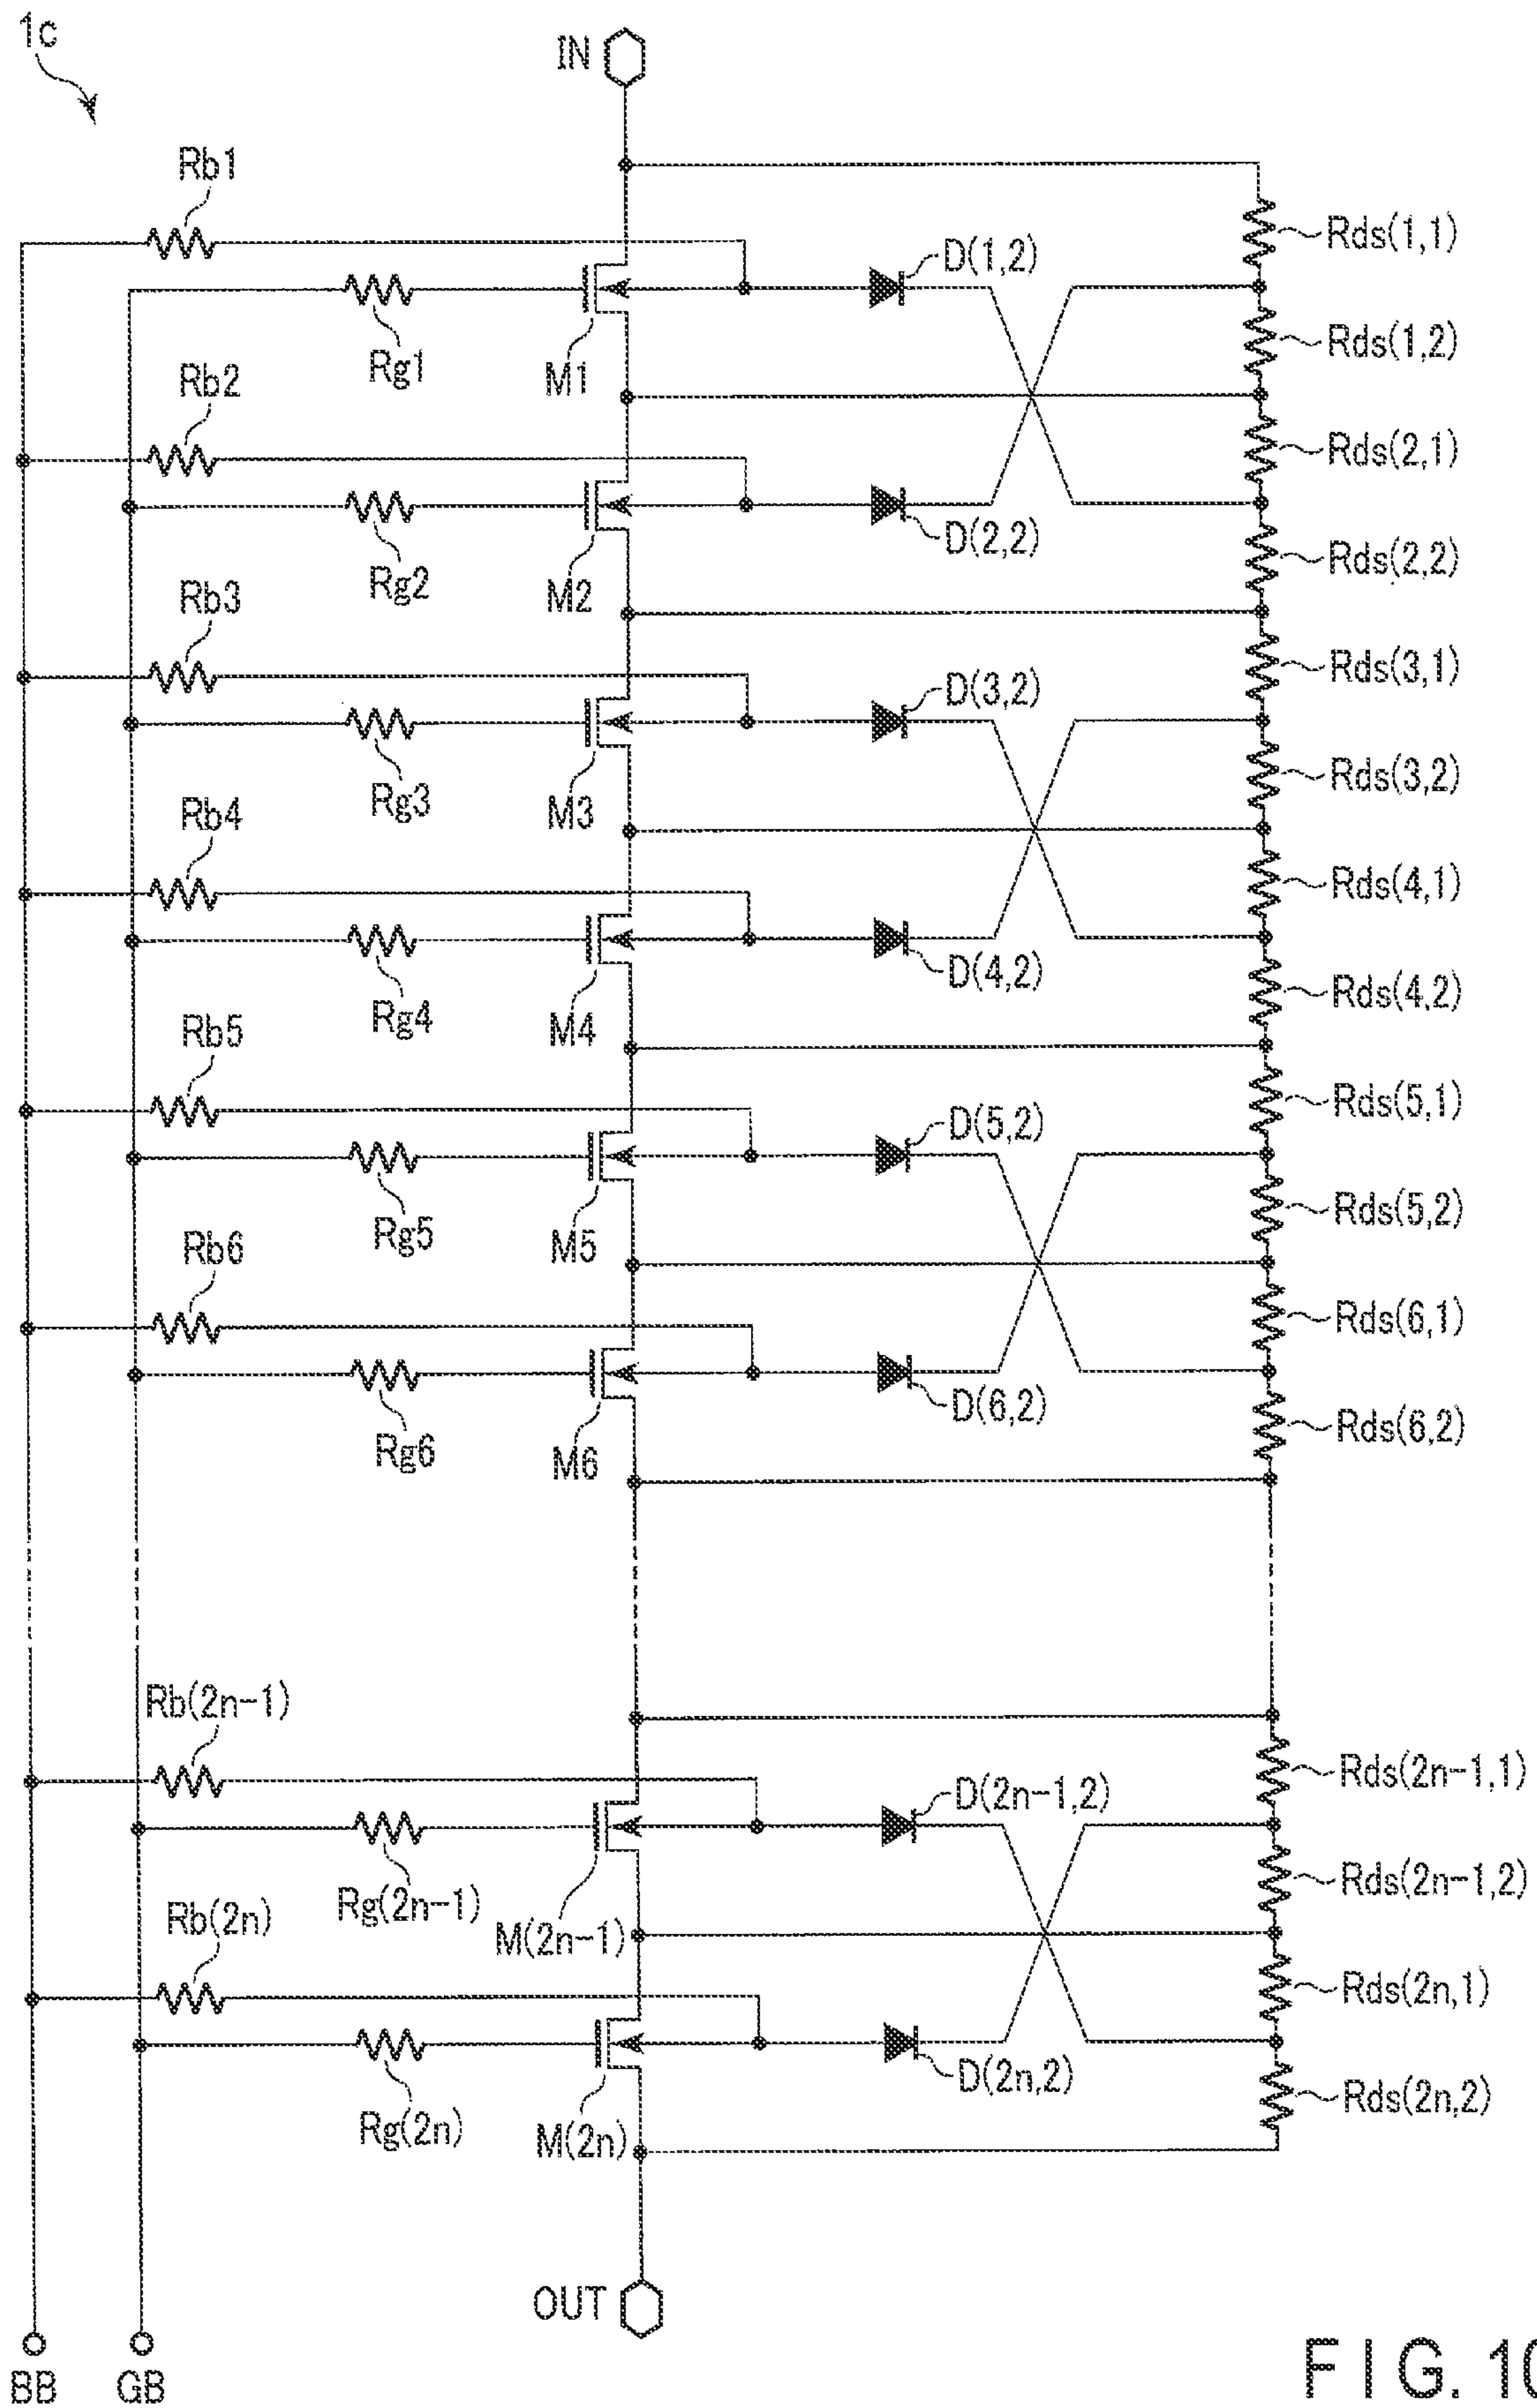 1c
IN
Rb1
Rds(1,1)
D(1,2)
Rg1
M1
Rds(1,2)
Rb2
Rds(2,1)
D(2,2)
Rg2
M2
Rds(2,2)
Rb3
Rds(3,1)
D(3,2)
Rg3
M3
Rds(3,2)
Rb4
Rds(4,1)
D(4,2)
Rg4
M4
Rds(4,2)
Rb5
Rds(5,1)
D(5,2)
Rg5
M5
Rds(5,2)
Rb6
Rds(6,1)
D(6,2)
Rg6
M6
Rds(6,2)
Rb(2n-1)
Rds(2n-1,1)
D(2n-1,2)
Rg(2n-1)
M(2n-1)
Rds(2n-1,2)
Rb(2n)
Rds(2n,1)
D(2n,2)
Rg(2n)
M(2n)
Rds(2n,2)
OUT
BB
GB
FIG. 10